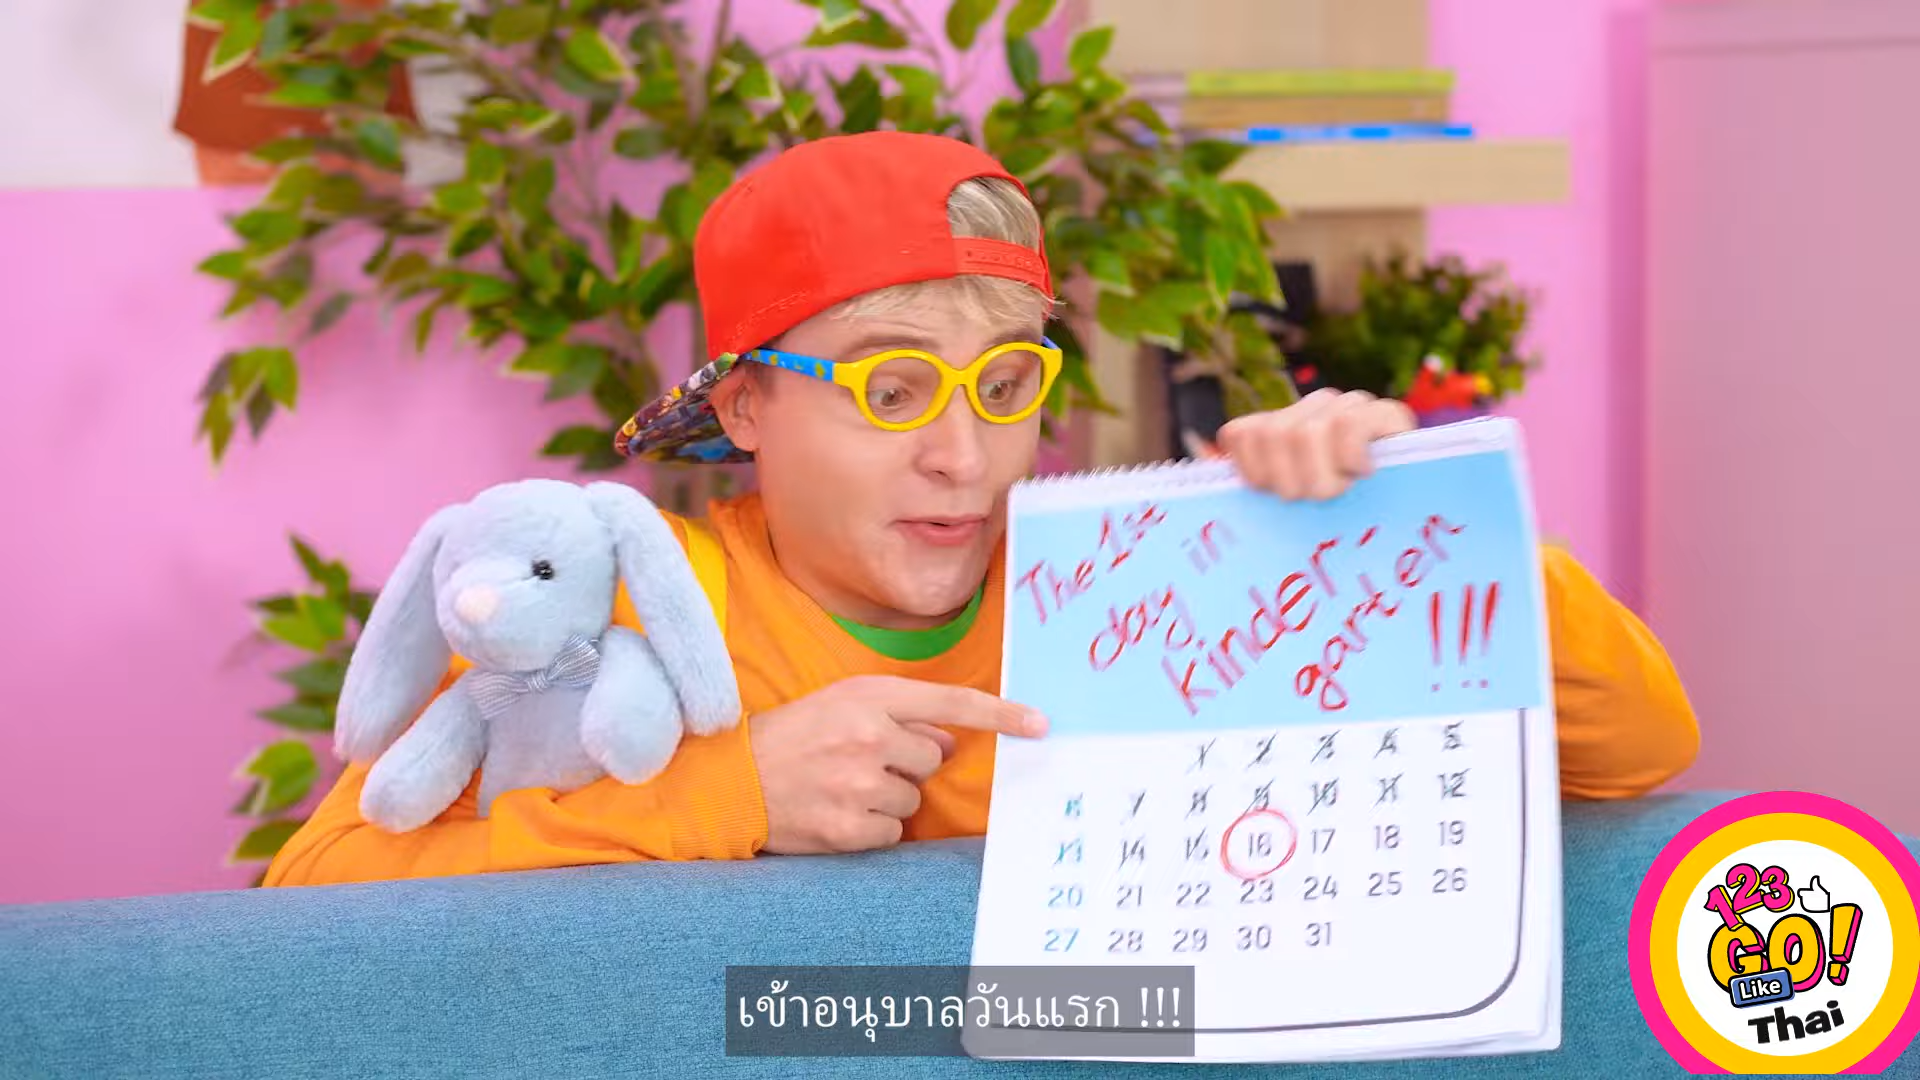 The 1st
day in
kinder-
garten
!!!
1 2 3 4 5
6 7 8 9 10 11 12
13 14 15 16 17 18 19
20 21 22 23 24 25 26
27 28 29 30 31
เข้าอนุบาลวันแรก !!!
123
GO!
Like
Thai